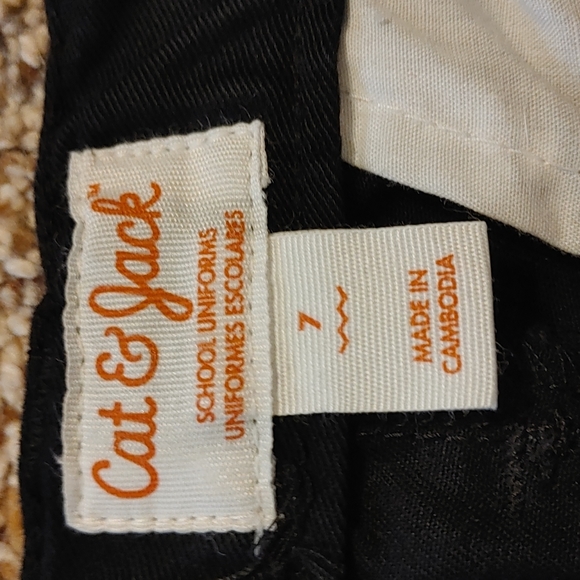 Cat & Jack™
SCHOOL UNIFORMS
UNIFORMES ESCOLARES
7
MADE IN
CAMBODIA